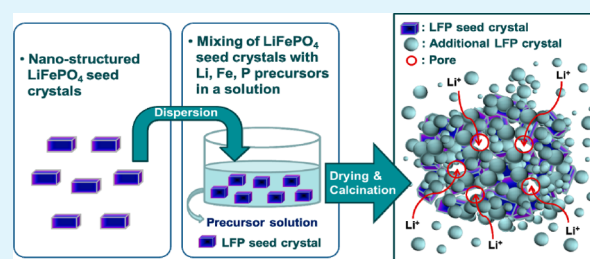 • Nano-structured
LiFePO₄ seed
crystals
Dispersion
• Mixing of LiFePO₄
seed crystals with
Li, Fe, P precursors
in a solution
Precursor solution
LFP seed crystal
Drying &
Calcination
: LFP seed crystal
: Additional LFP crystal
: Pore
Li⁺
Li⁺
Li⁺
Li⁺
Li⁺